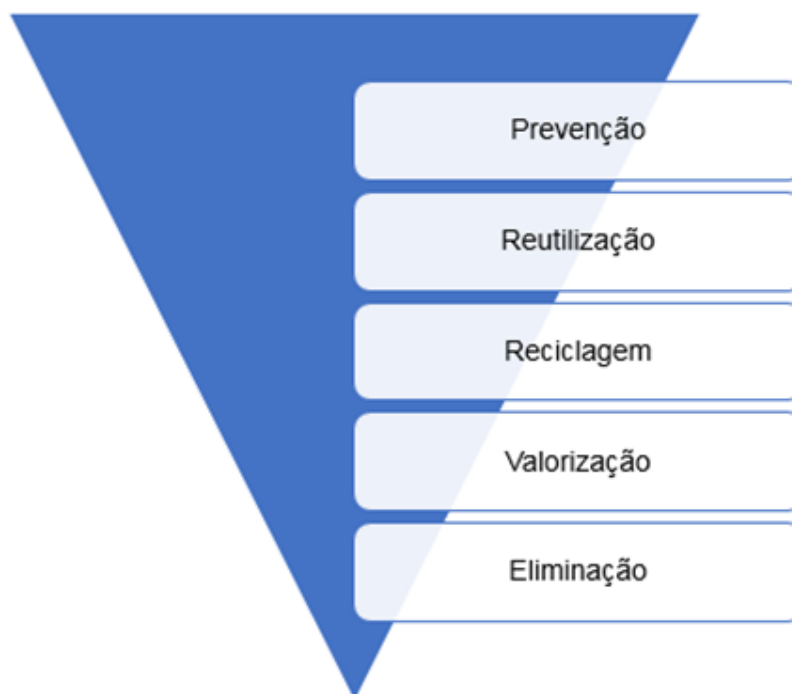 Prevenção
Reutilização
Reciclagem
Valorização
Eliminação